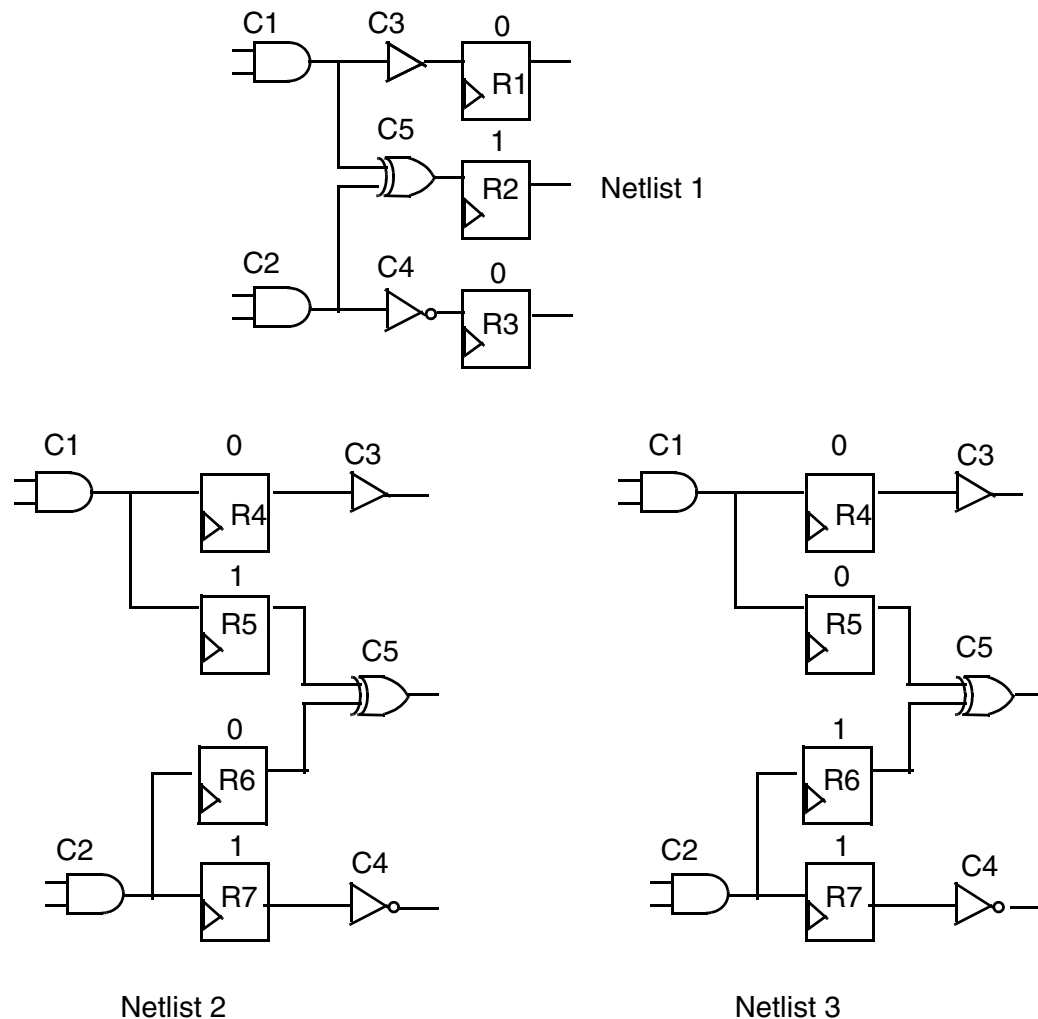 C1 C3 0
R1
C5 1
R2 Netlist 1
C2 C4 0
R3
C1 0 C3
R4
1
R5
C5
0
R6
C2 1 C4
R7
Netlist 2
C1 0 C3
R4
0
R5
C5
1
R6
C2 1 C4
R7
Netlist 3